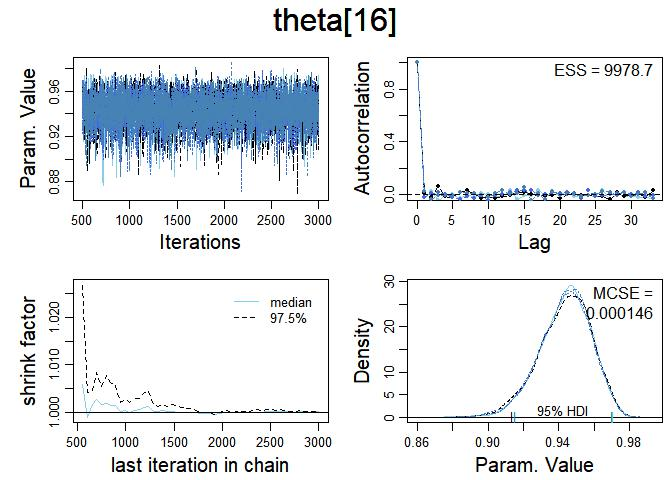 theta[16]
Param. Value
0.88 0.92 0.96
500 1000 1500 2000 2500 3000
Iterations
Autocorrelation
0.0 0.4 0.8
ESS = 9978.7
0 5 10 15 20 25 30
Lag
shrink factor
1.000 1.010 1.020
median
97.5%
500 1000 1500 2000 2500 3000
last iteration in chain
Density
0 5 10 20 30
MCSE =
0.000146
95% HDI
0.86 0.90 0.94 0.98
Param. Value